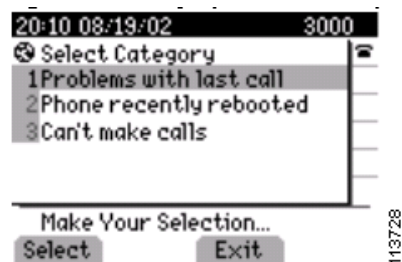 20:10 08/19/02 3000
Select Category
1 Problems with last call
2 Phone recently rebooted
3 Can't make calls
Make Your Selection...
Select Exit
113728